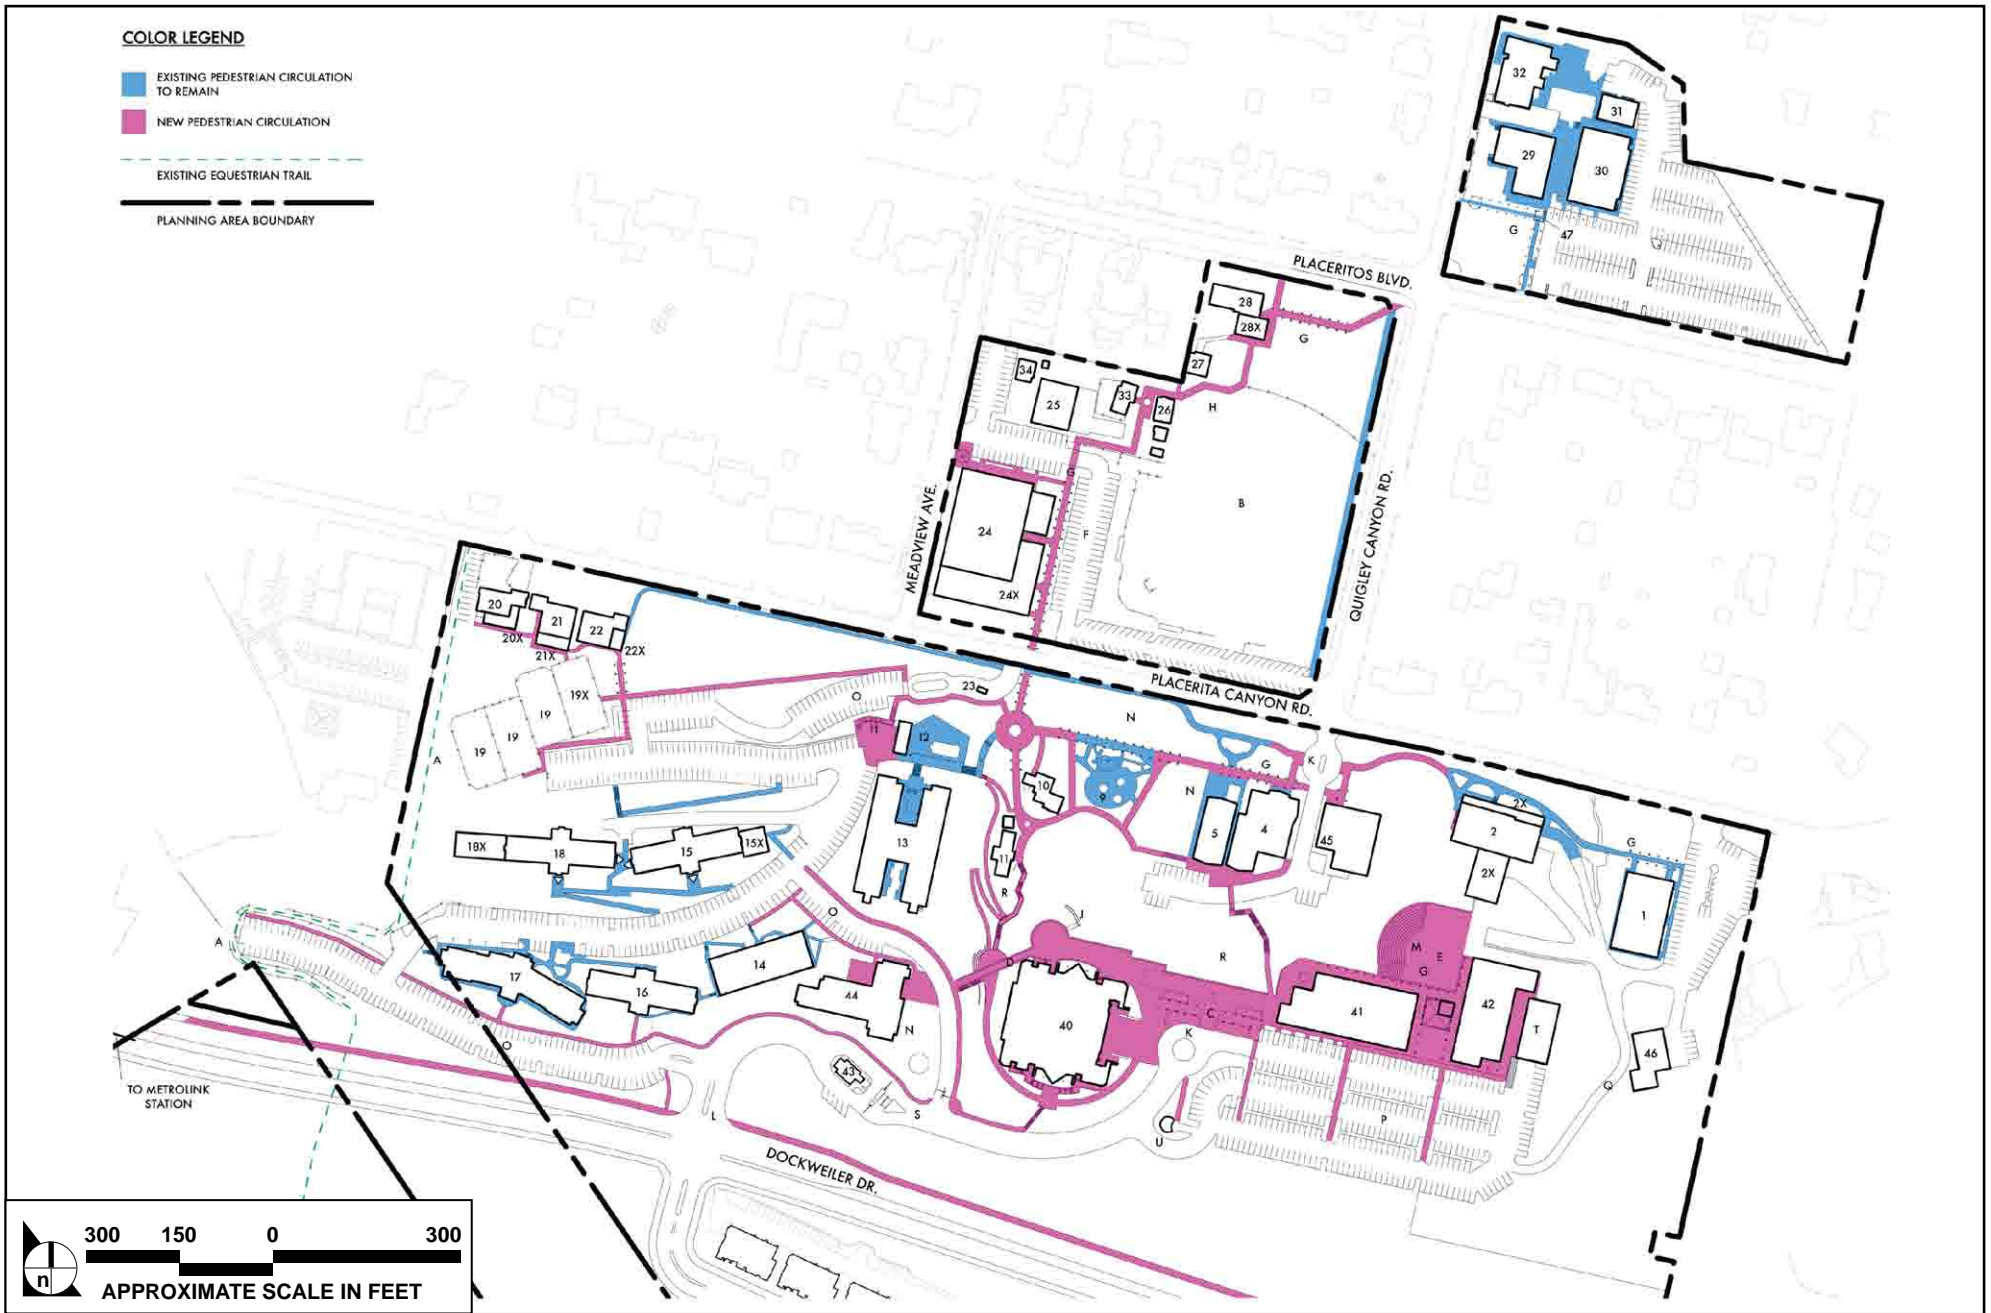 COLOR LEGEND
EXISTING PEDESTRIAN CIRCULATION
TO REMAIN
NEW PEDESTRIAN CIRCULATION
EXISTING EQUESTRIAN TRAIL
PLANNING AREA BOUNDARY
32
31
29
30
G
47
PLACERITOS BLVD.
28
28X
G
27
34
25
33
26
H
G
B
QUIGLEY CANYON RD.
MEADVIEW AVE.
24
F
24X
20
21
22
20X
21X
22X
19X
19
19
19
A
23
O
PLACERITA CANYON RD.
N
12
10
9
N
G
K
5
4
45
2X
2
2X
G
1
18X
18
15
15X
13
11
R
O
J
D
R
M
E
G
A
17
16
14
44
N
40
C
K
41
42
T
46
Q
O
43
S
L
U
P
TO METROLINK
STATION
DOCKWEILER DR.
300 150 0 300
n
APPROXIMATE SCALE IN FEET